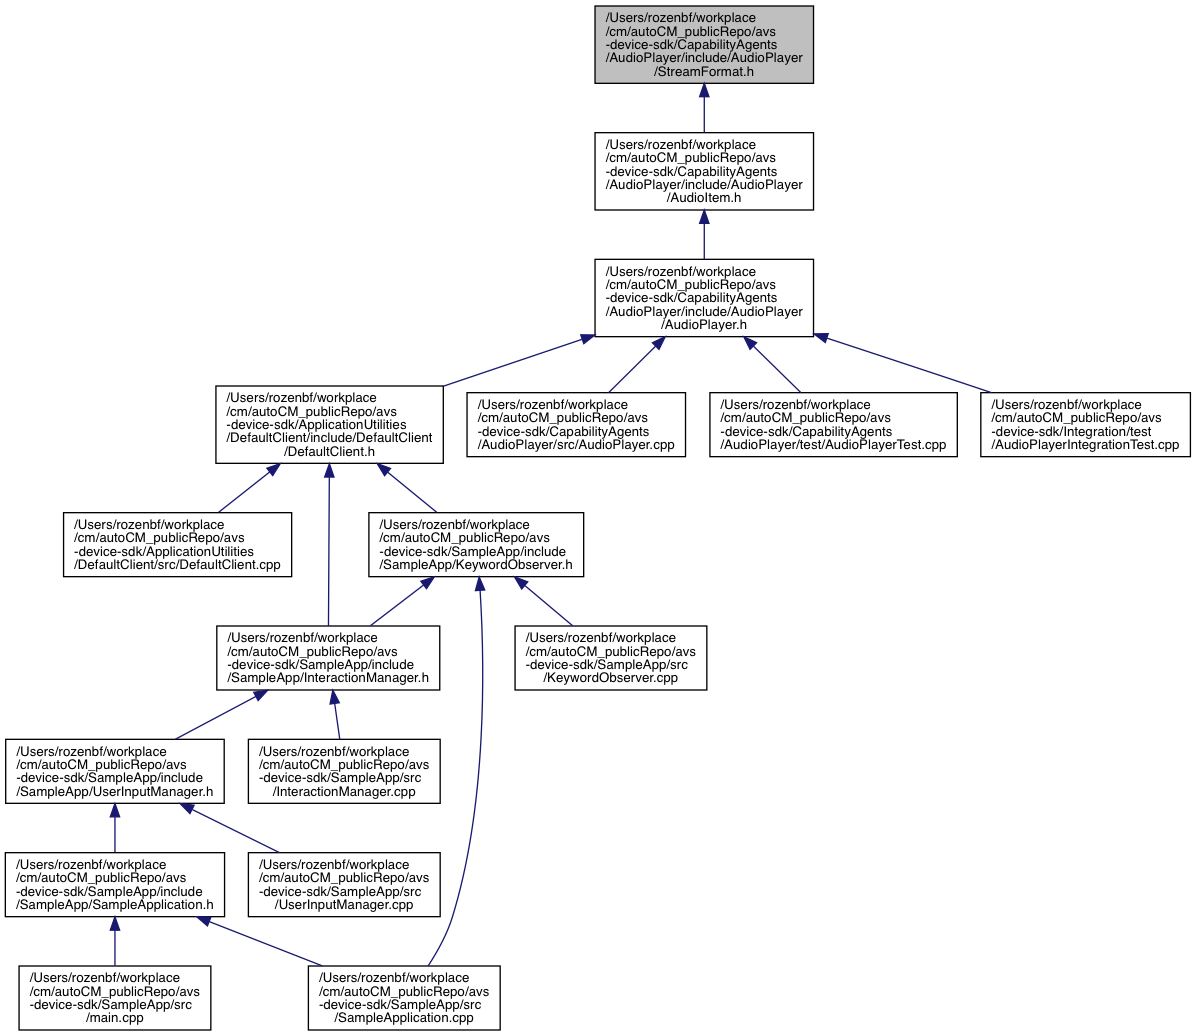 /Users/rozenbf/workplace
/cm/autoCM_publicRepo/avs
-device-sdk/CapabilityAgents
/AudioPlayer/include/AudioPlayer
/StreamFormat.h
/Users/rozenbf/workplace
/cm/autoCM_publicRepo/avs
-device-sdk/CapabilityAgents
/AudioPlayer/include/AudioPlayer
/AudioItem.h
/Users/rozenbf/workplace
/cm/autoCM_publicRepo/avs
-device-sdk/CapabilityAgents
/AudioPlayer/include/AudioPlayer
/AudioPlayer.h
/Users/rozenbf/workplace
/cm/autoCM_publicRepo/avs
-device-sdk/ApplicationUtilities
/DefaultClient/include/DefaultClient
/DefaultClient.h
/Users/rozenbf/workplace
/cm/autoCM_publicRepo/avs
-device-sdk/CapabilityAgents
/AudioPlayer/src/AudioPlayer.cpp
/Users/rozenbf/workplace
/cm/autoCM_publicRepo/avs
-device-sdk/CapabilityAgents
/AudioPlayer/test/AudioPlayerTest.cpp
/Users/rozenbf/workplace
/cm/autoCM_publicRepo/avs
-device-sdk/Integration/test
/AudioPlayerIntegrationTest.cpp
/Users/rozenbf/workplace
/cm/autoCM_publicRepo/avs
-device-sdk/ApplicationUtilities
/DefaultClient/src/DefaultClient.cpp
/Users/rozenbf/workplace
/cm/autoCM_publicRepo/avs
-device-sdk/SampleApp/include
/SampleApp/KeywordObserver.h
/Users/rozenbf/workplace
/cm/autoCM_publicRepo/avs
-device-sdk/SampleApp/include
/SampleApp/InteractionManager.h
/Users/rozenbf/workplace
/cm/autoCM_publicRepo/avs
-device-sdk/SampleApp/src
/KeywordObserver.cpp
/Users/rozenbf/workplace
/cm/autoCM_publicRepo/avs
-device-sdk/SampleApp/include
/SampleApp/UserInputManager.h
/Users/rozenbf/workplace
/cm/autoCM_publicRepo/avs
-device-sdk/SampleApp/src
/InteractionManager.cpp
/Users/rozenbf/workplace
/cm/autoCM_publicRepo/avs
-device-sdk/SampleApp/include
/SampleApp/SampleApplication.h
/Users/rozenbf/workplace
/cm/autoCM_publicRepo/avs
-device-sdk/SampleApp/src
/UserInputManager.cpp
/Users/rozenbf/workplace
/cm/autoCM_publicRepo/avs
-device-sdk/SampleApp/src
/main.cpp
/Users/rozenbf/workplace
/cm/autoCM_publicRepo/avs
-device-sdk/SampleApp/src
/SampleApplication.cpp